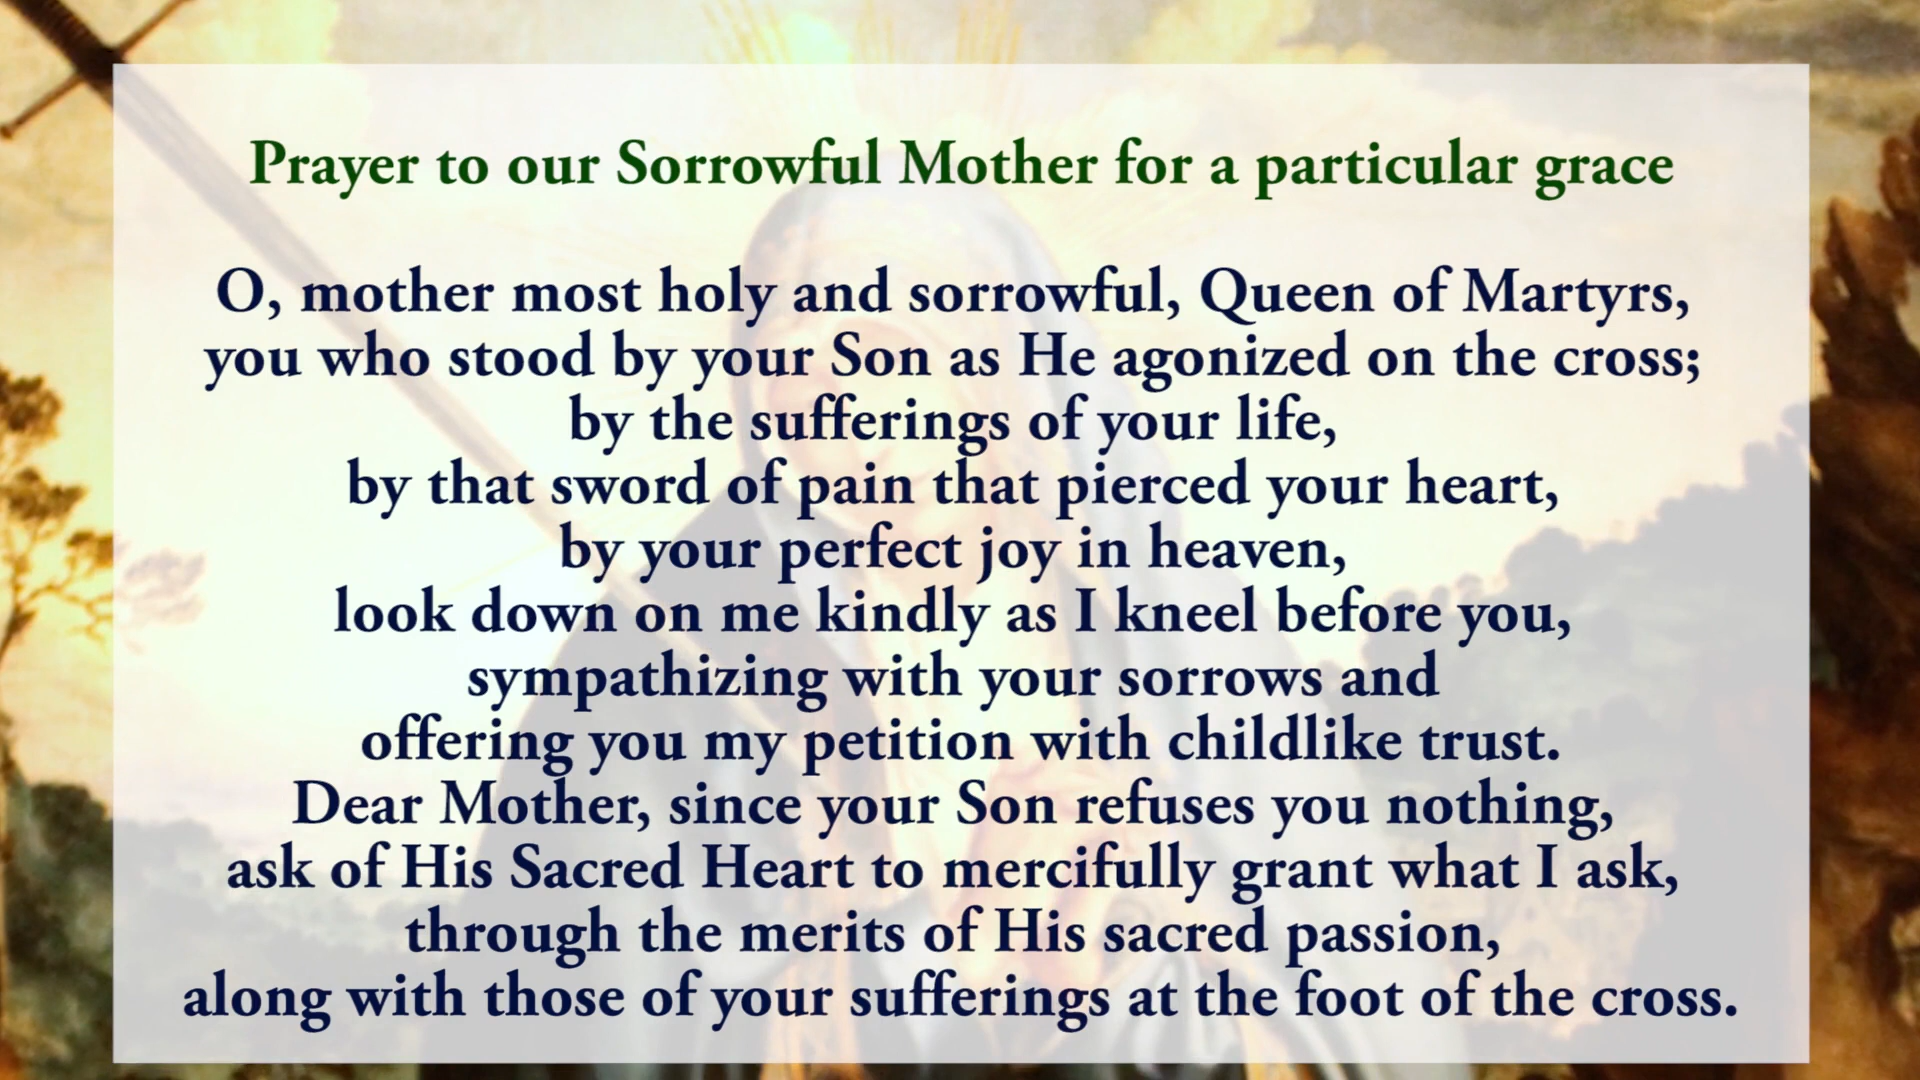 Prayer to our Sorrowful Mother for a particular grace
O, mother most holy and sorrowful, Queen of Martyrs,
you who stood by your Son as He agonized on the cross;
by the sufferings of your life,
by that sword of pain that pierced your heart,
by your perfect joy in heaven,
look down on me kindly as I kneel before you,
sympathizing with your sorrows and
offering you my petition with childlike trust.
Dear Mother, since your Son refuses you nothing,
ask of His Sacred Heart to mercifully grant what I ask,
through the merits of His sacred passion,
along with those of your sufferings at the foot of the cross.